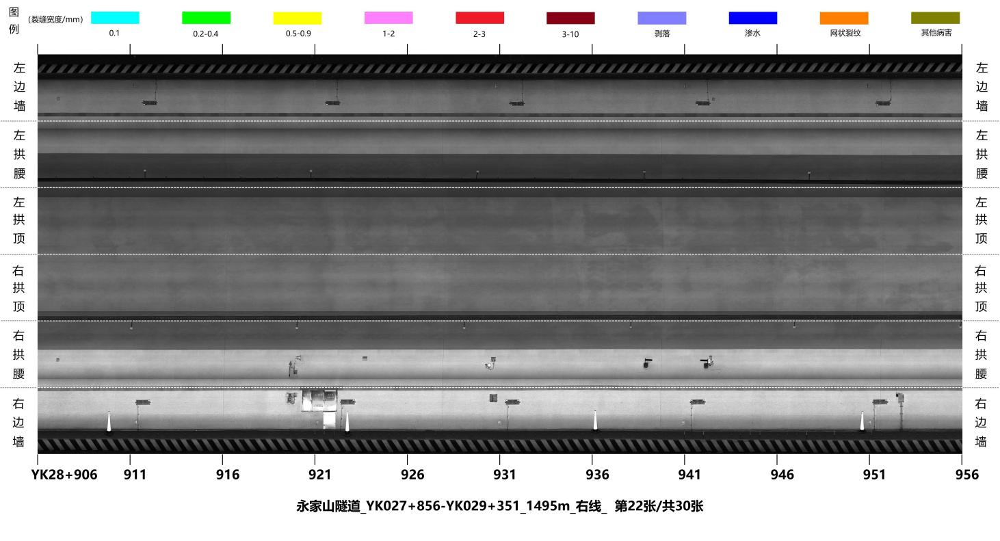 图例 (裂缝宽度/mm) 0.1 0.2-0.4 0.5-0.9 1-2 2-3 3-10 剥落 渗水 网状裂纹 其他病害
左边墙 左边墙
左拱腰 左拱腰
左拱顶 左拱顶
右拱顶 右拱顶
右拱腰 右拱腰
右边墙 右边墙
YK28+906 911 916 921 926 931 936 941 946 951 956
永家山隧道_YK027+856-YK029+351_1495m_右线_ 第22张/共30张